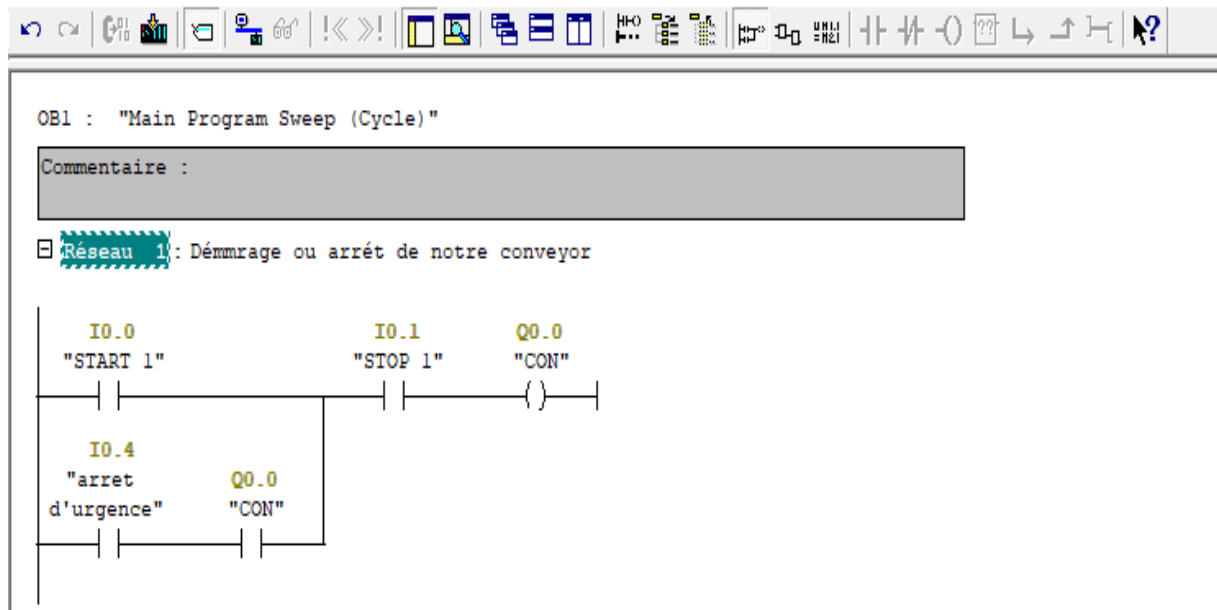 OB1 : "Main Program Sweep (Cycle)"
Commentaire :
Réseau 1 : Démmrage ou arrét de notre conveyor
I0.0 I0.1 Q0.0
"START 1" "STOP 1" "CON"
I0.4
"arret Q0.0
d'urgence" "CON"